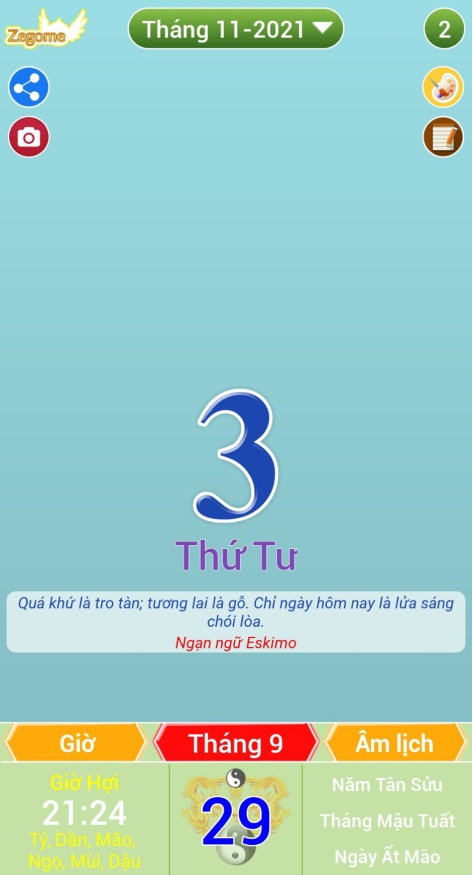 Zegome
Tháng 11-2021
2
3
Thứ Tư
Quá khứ là tro tàn; tương lai là gỗ. Chỉ ngày hôm nay là lửa sáng
chói lòa.
Ngạn ngữ Eskimo
Giờ
Tháng 9
Âm lịch
Giờ Hợi
21:24
Tý, Dần, Mão,
Ngọ, Mùi, Dậu
29
Năm Tân Sửu
Tháng Mậu Tuất
Ngày Ất Mão